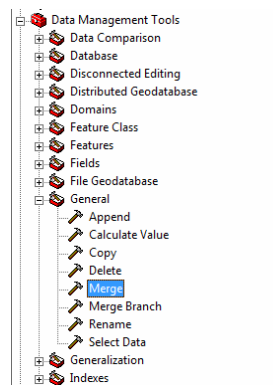 Data Management Tools
Data Comparison
Database
Disconnected Editing
Distributed Geodatabase
Domains
Feature Class
Features
Fields
File Geodatabase
General
Append
Calculate Value
Copy
Delete
Merge
Merge Branch
Rename
Select Data
Generalization
Indexes